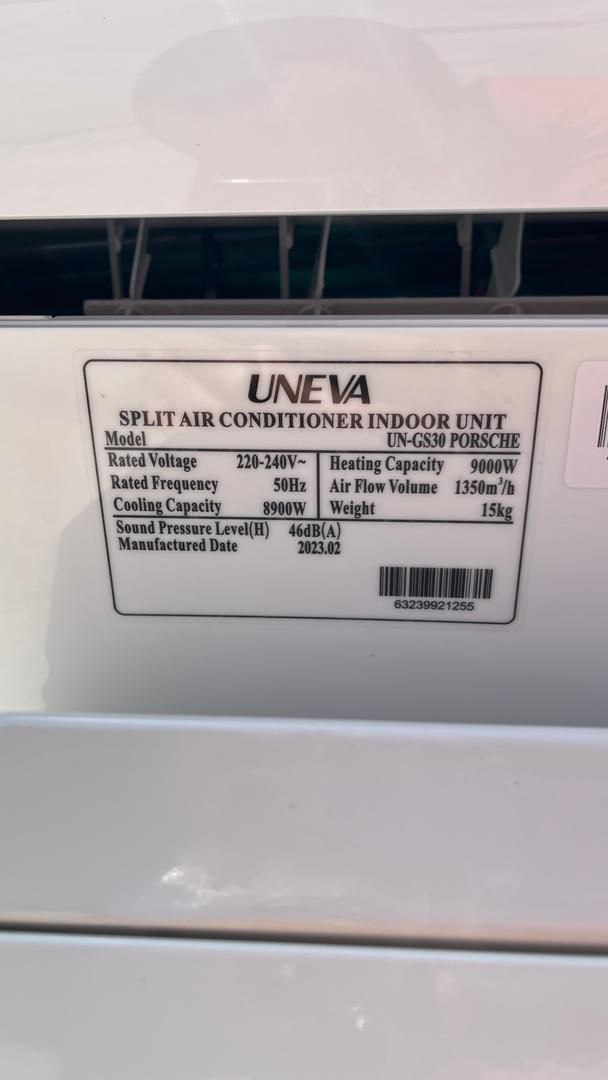 UNEVA
SPLIT AIR CONDITIONER INDOOR UNIT
Model UN-GS30 PORSCHE
Rated Voltage 220-240V~
Rated Frequency 50Hz
Cooling Capacity 8900W
Heating Capacity 9000W
Air Flow Volume 1350m³/h
Weight 15kg
Sound Pressure Level(H) 46dB(A)
Manufactured Date 2023.02
63239921255